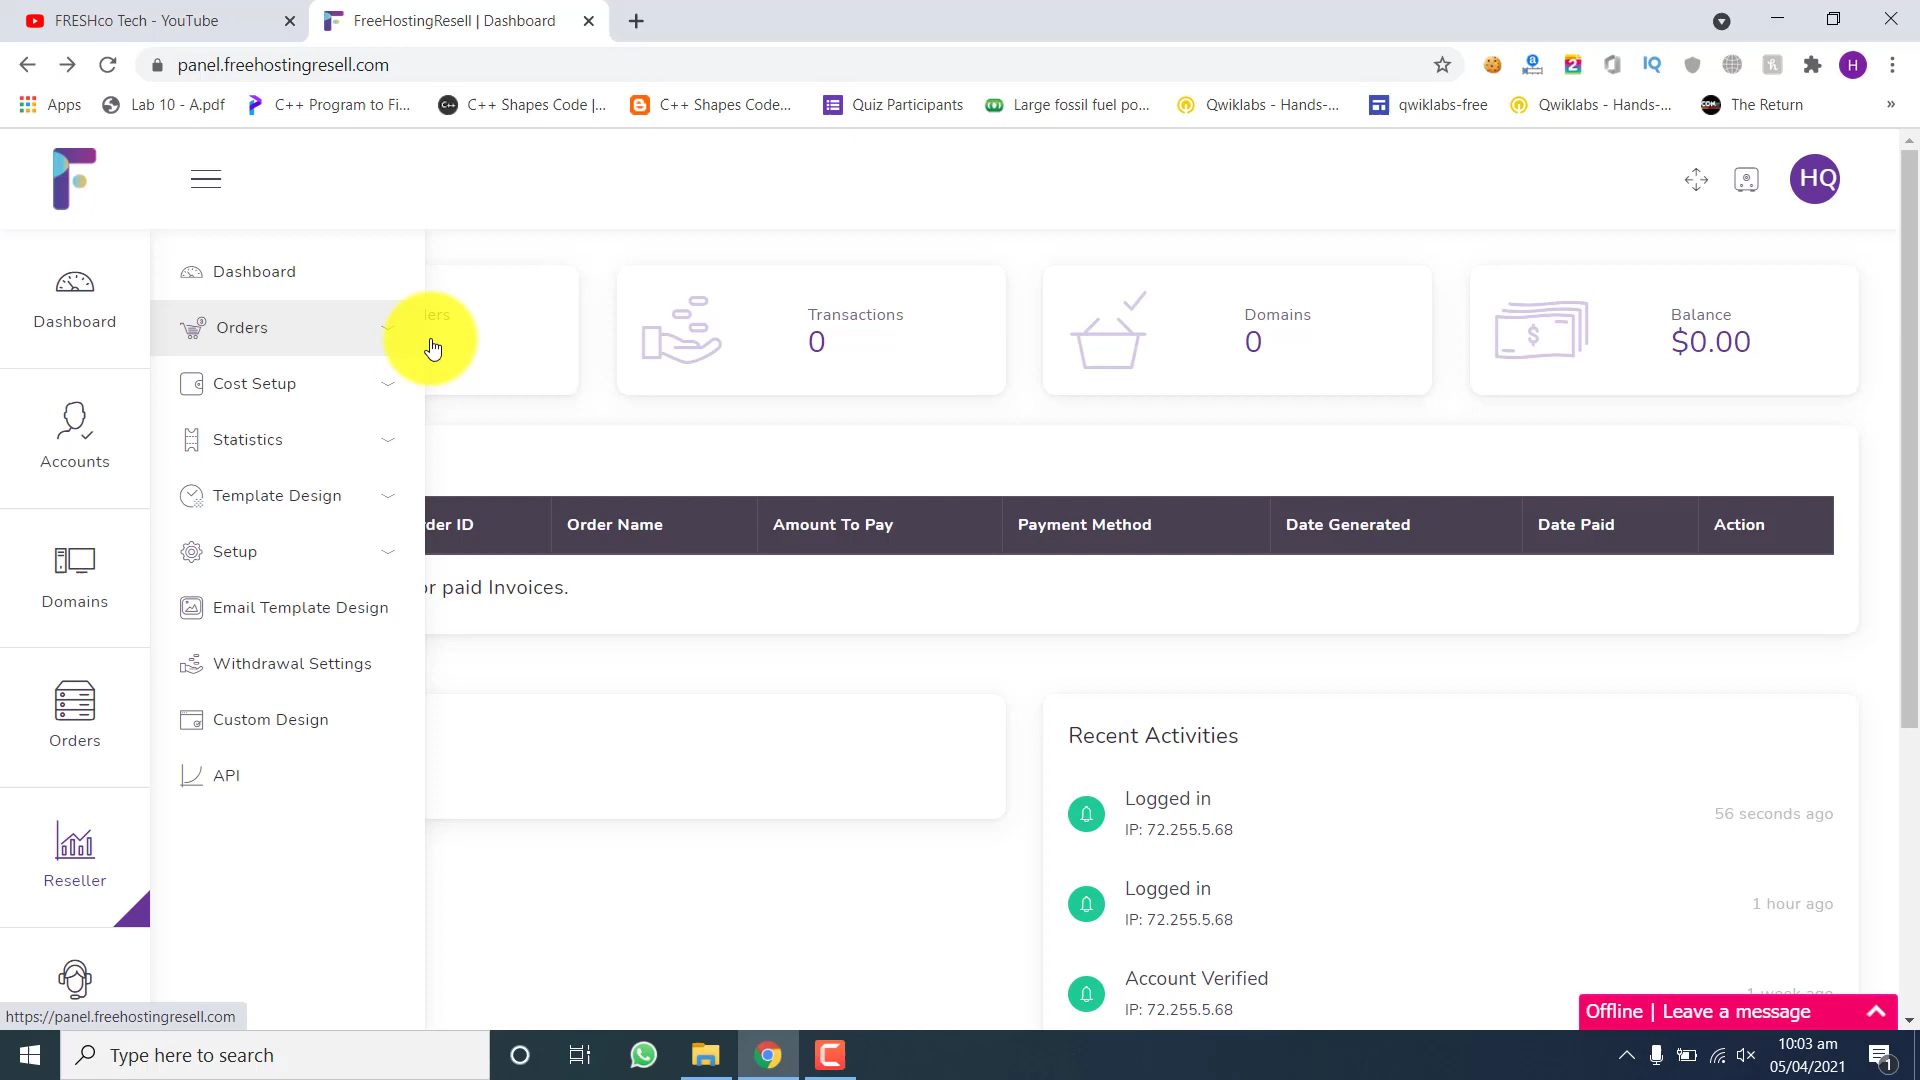 FRESHco Tech - YouTube
FreeHostingResell | Dashboard
panel.freehostingresell.com
H
Apps
Lab 10 - A.pdf
C++ Program to Fi...
C++ Shapes Code |...
C++ Shapes Code...
Quiz Participants
Large fossil fuel po...
Qwiklabs - Hands-...
qwiklabs-free
Qwiklabs - Hands-...
The Return
»
HQ
Dashboard
Accounts
Domains
Orders
Reseller
Dashboard
Orders
Cost Setup
Statistics
Template Design
Setup
Email Template Design
Withdrawal Settings
Custom Design
API
ders
Transactions
0
Domains
0
Balance
$0.00
der ID
Order Name
Amount To Pay
Payment Method
Date Generated
Date Paid
Action
or paid Invoices.
Recent Activities
Logged in
IP: 72.255.5.68
56 seconds ago
Logged in
IP: 72.255.5.68
1 hour ago
Account Verified
IP: 72.255.5.68
1 week ago
Offline | Leave a message
https://panel.freehostingresell.com
Type here to search
10:03 am
05/04/2021
1